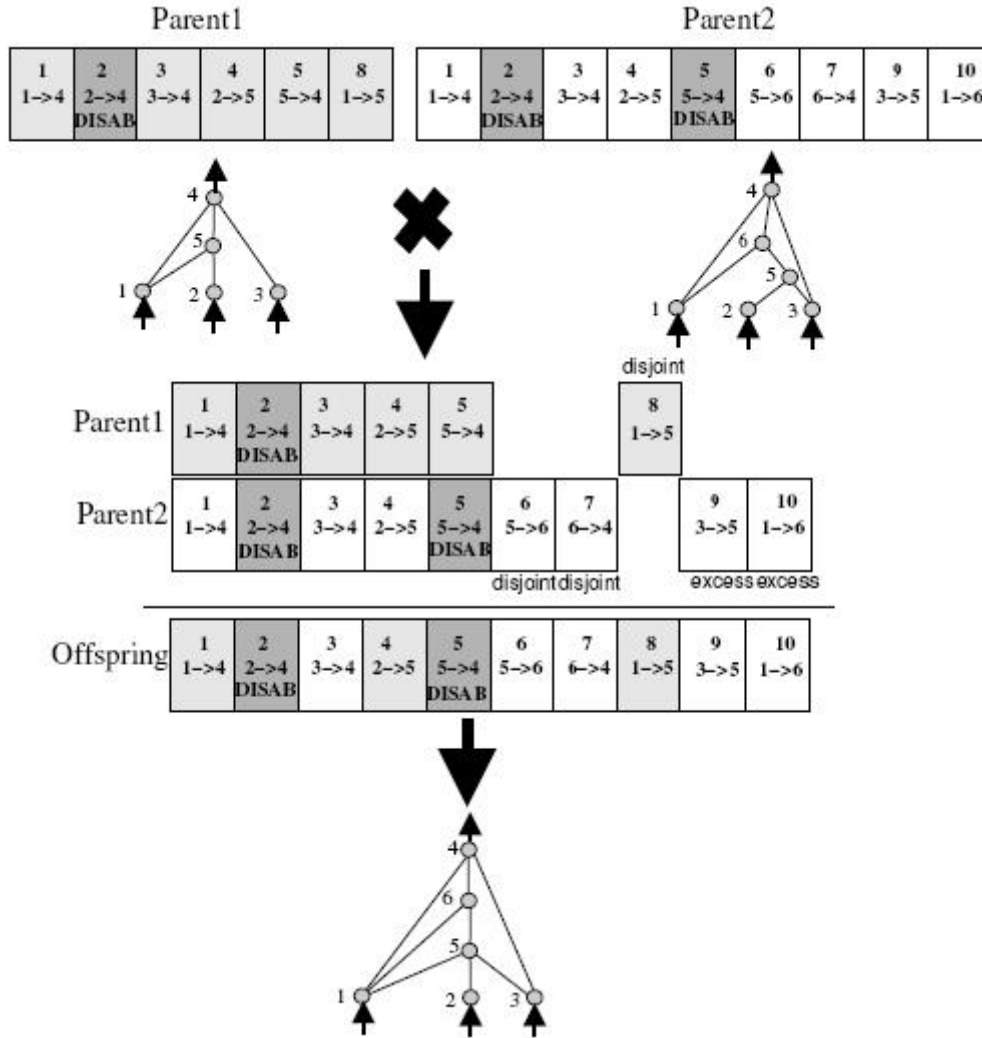 Parent1 Parent2
1 2 3 4 5 8 1 2 3 4 5 6 7 9 10
1->4 2->4 3->4 2->5 5->4 1->5 1->4 2->4 3->4 2->5 5->4 5->6 6->4 3->5 1->6
DISAB DISAB DISAB
4 4
5 6
5
1 2 3 1 2 3
disjoint
Parent1 1 2 3 4 5 8
1->4 2->4 3->4 2->5 5->4 1->5
DISAB
Parent2 1 2 3 4 5 6 7 9 10
1->4 2->4 3->4 2->5 5->4 5->6 6->4 3->5 1->6
DISAB DISAB
disjoint disjoint excess excess
Offspring 1 2 3 4 5 6 7 8 9 10
1->4 2->4 3->4 2->5 5->4 5->6 6->4 1->5 3->5 1->6
DISAB DISAB
4
6
5
1 2 3